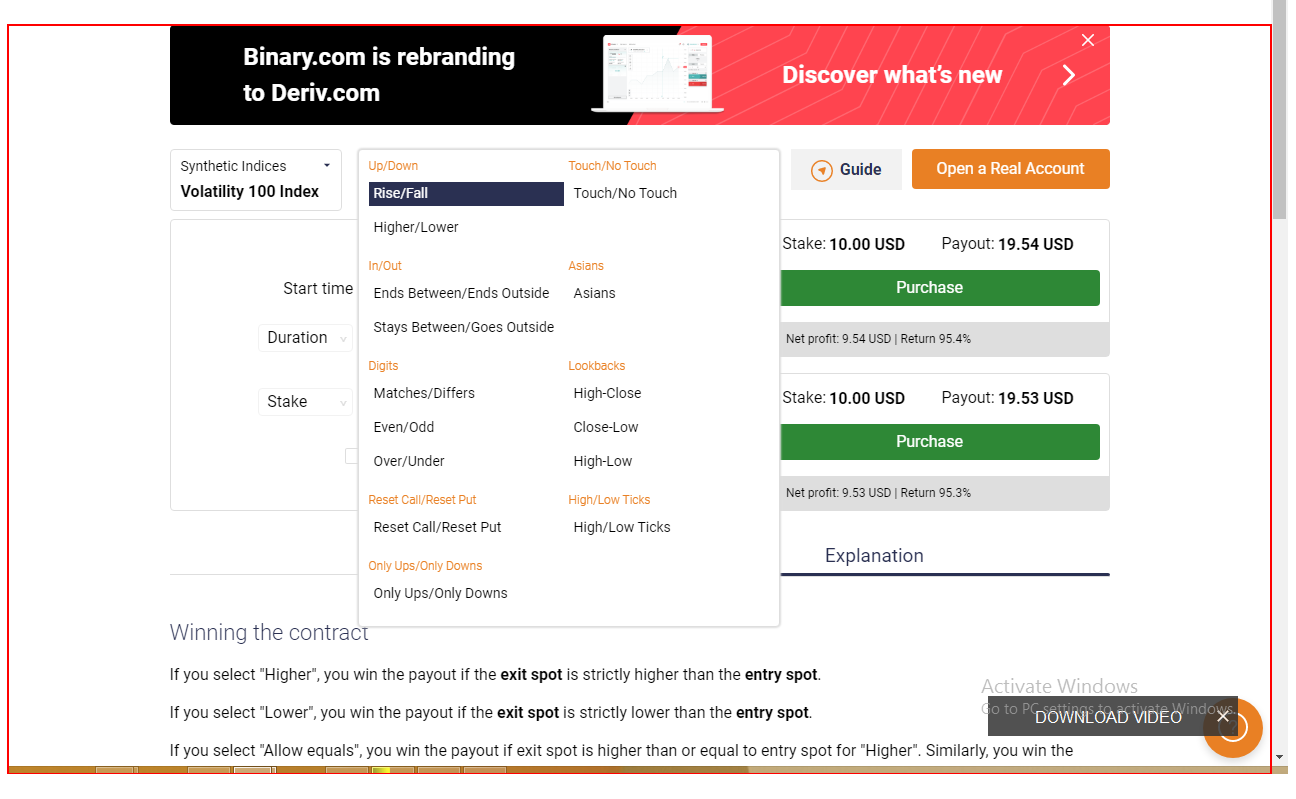 Binary.com is rebranding
to Deriv.com
Discover what's new
Synthetic Indices
Volatility 100 Index
Up/Down
Rise/Fall
Higher/Lower
Touch/No Touch
Touch/No Touch
In/Out
Ends Between/Ends Outside
Stays Between/Goes Outside
Asians
Asians
Digits
Matches/Differs
Even/Odd
Over/Under
Lookbacks
High-Close
Close-Low
High-Low
Reset Call/Reset Put
Reset Call/Reset Put
High/Low Ticks
High/Low Ticks
Only Ups/Only Downs
Only Ups/Only Downs
Guide
Open a Real Account
Start time
Duration v
Stake v
Stake: 10.00 USD Payout: 19.54 USD
Purchase
Net profit: 9.54 USD | Return 95.4%
Stake: 10.00 USD Payout: 19.53 USD
Purchase
Net profit: 9.53 USD | Return 95.3%
Explanation
Winning the contract
If you select "Higher", you win the payout if the exit spot is strictly higher than the entry spot.
If you select "Lower", you win the payout if the exit spot is strictly lower than the entry spot.
If you select "Allow equals", you win the payout if exit spot is higher than or equal to entry spot for "Higher". Similarly, you win the
Activate Windows
Go to PC settings to activate Windows.
DOWNLOAD VIDEO